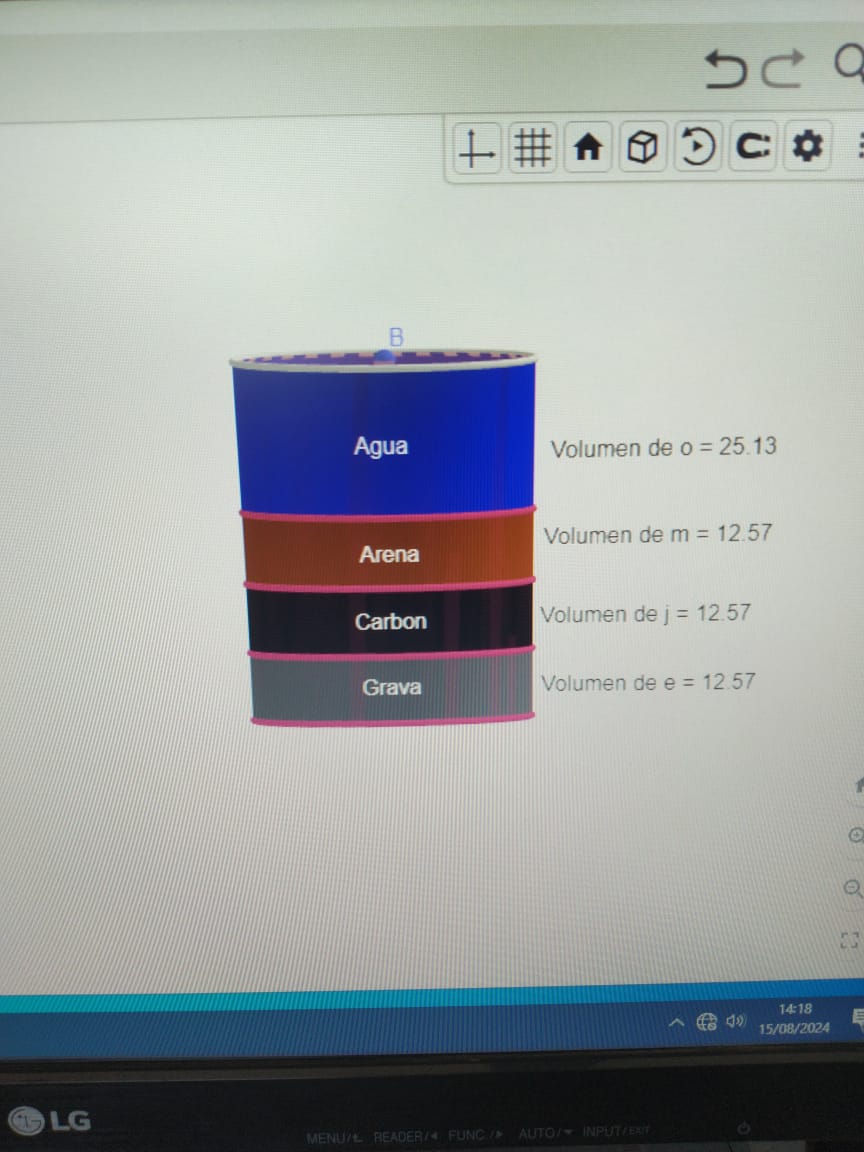 B
Agua
Volumen de o = 25.13
Arena
Volumen de m = 12.57
Carbon
Volumen de j = 12.57
Grava
Volumen de e = 12.57
14:18
15/08/2024
LG
MENU/ READER/ FUNC./ AUTO/ INPUT/EXIT